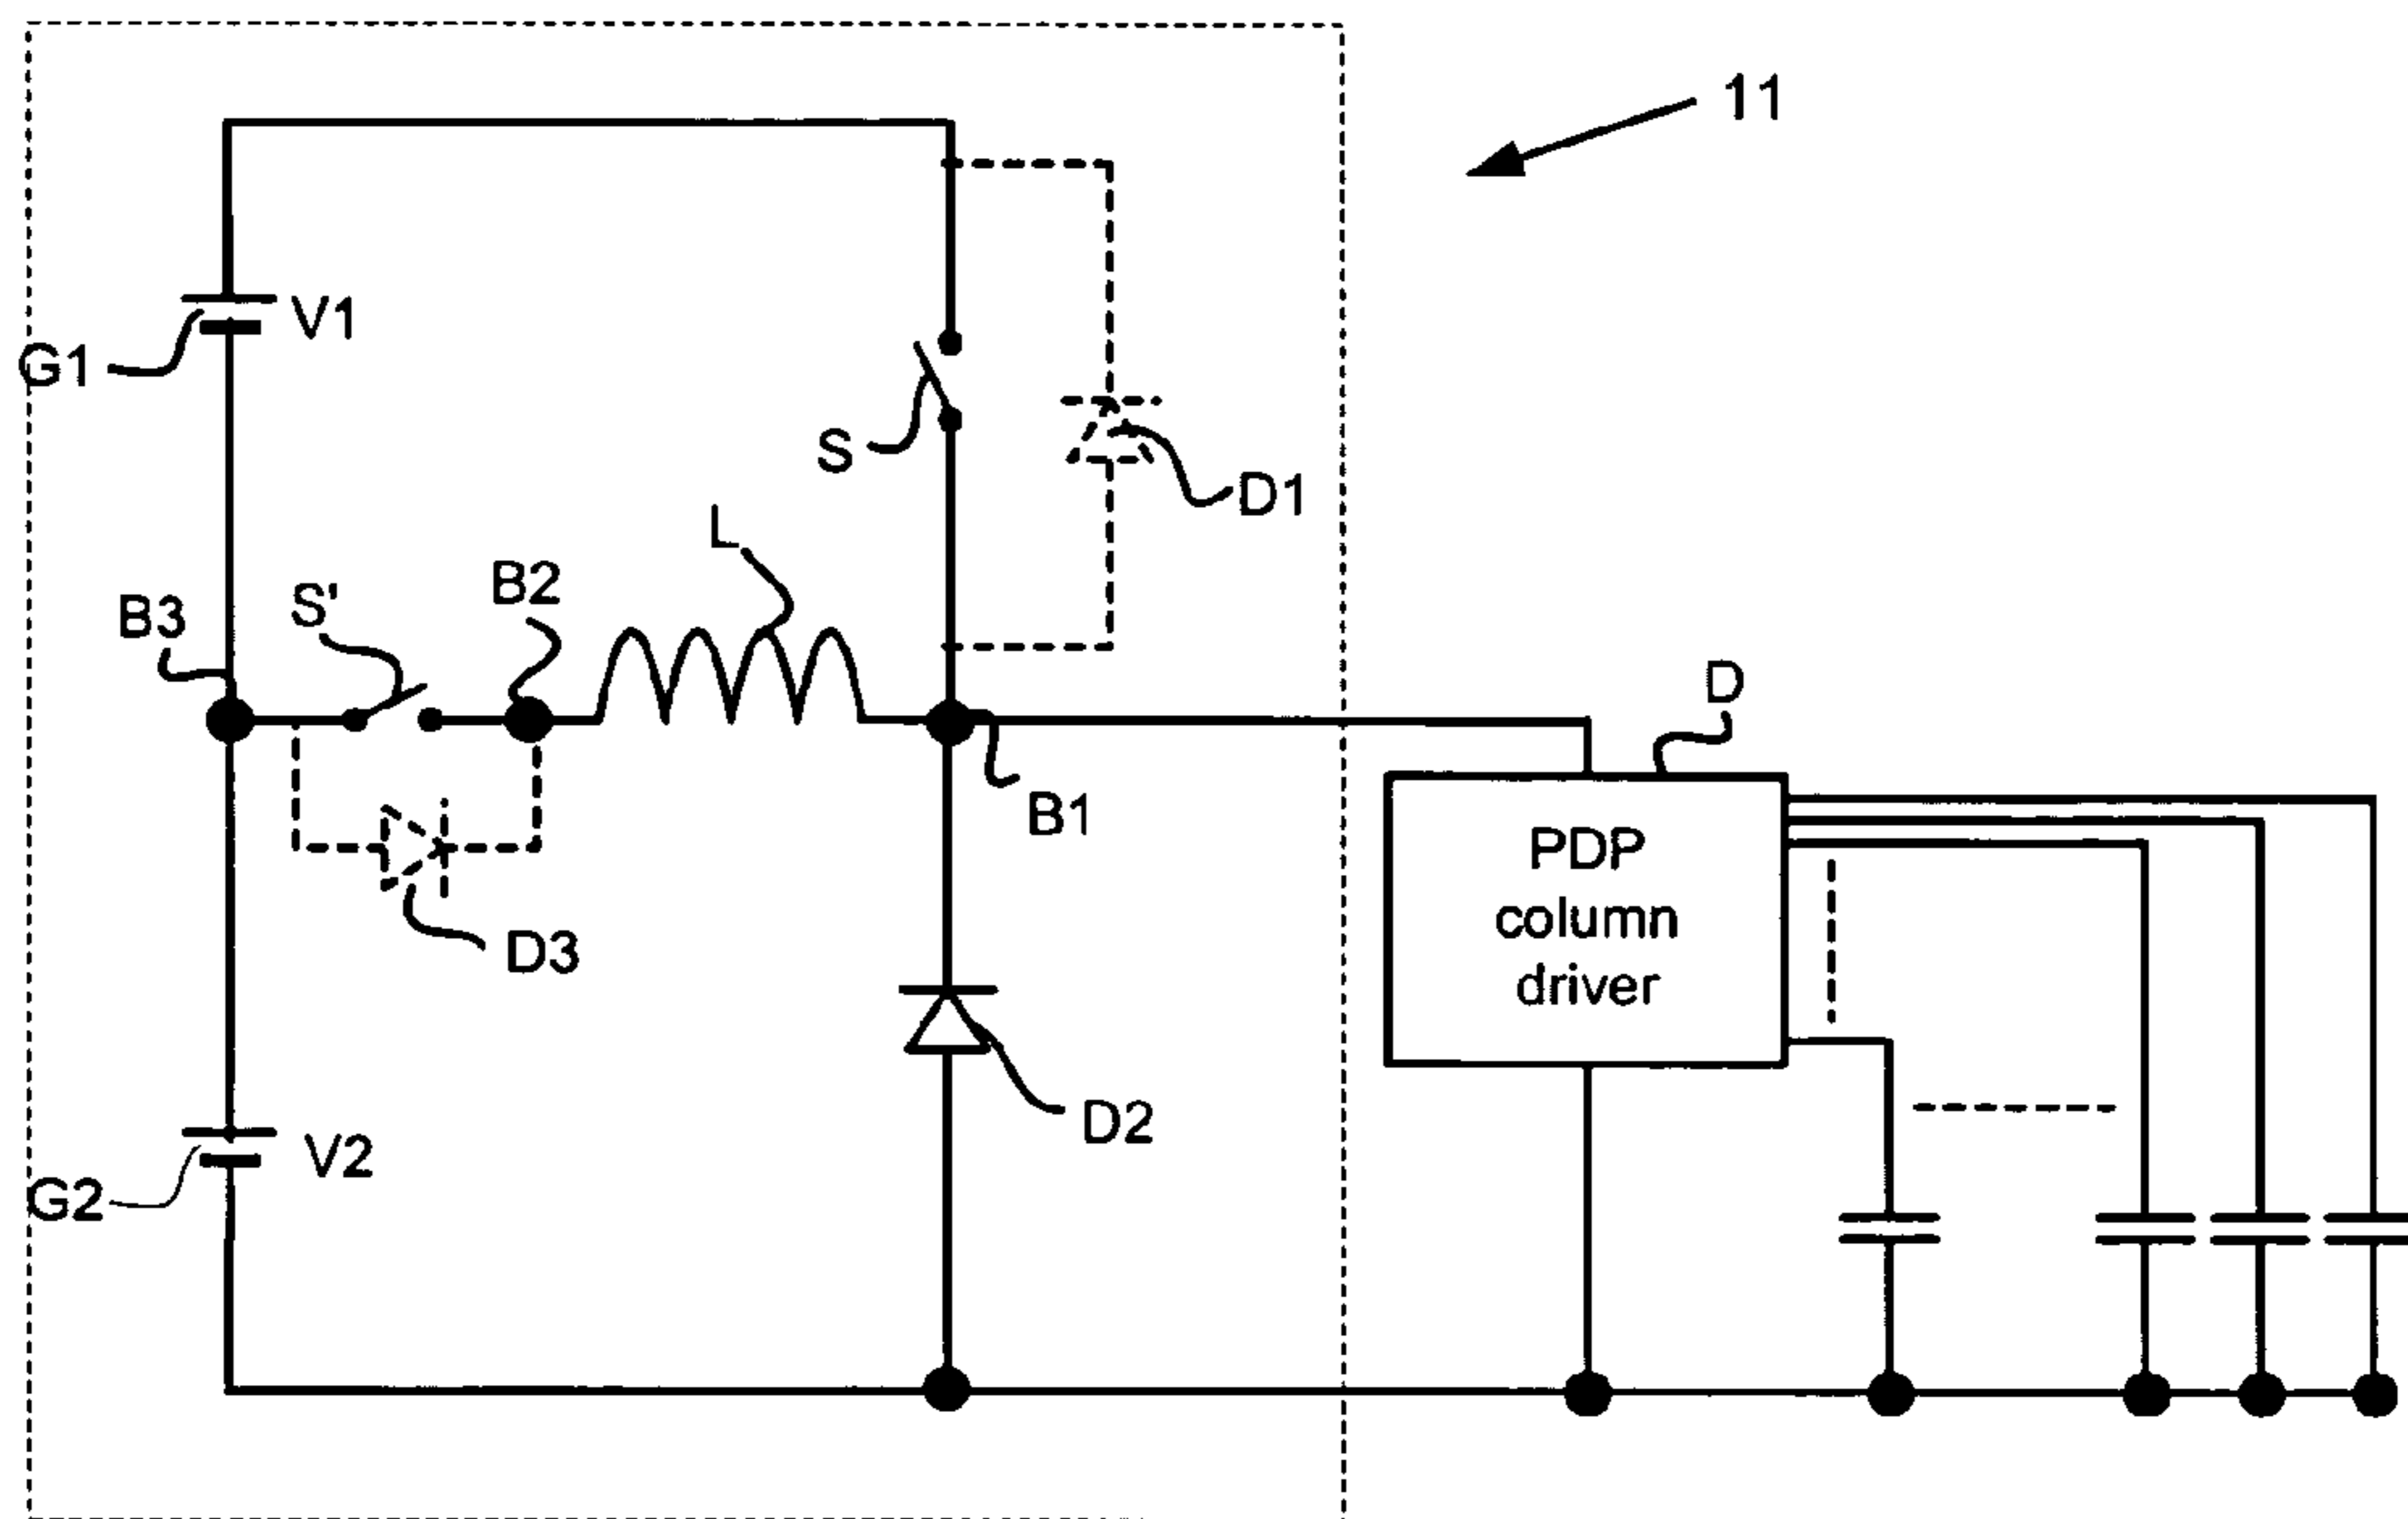 11
V1
G1
S
D1
L
B2
S'
B3
D
B1
PDP
column
driver
D3
D2
V2
G2